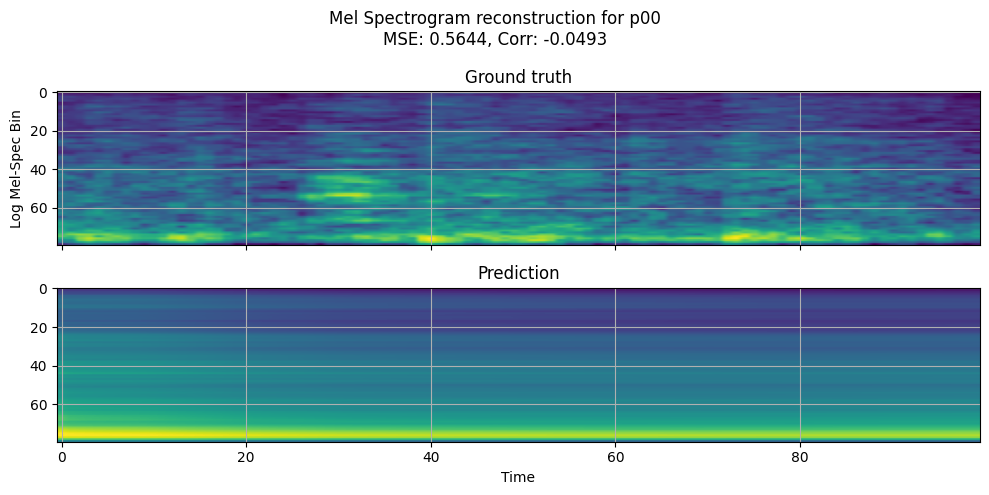 Mel Spectrogram reconstruction for p00
MSE: 0.5644, Corr: -0.0493
Ground truth
0
20
40
60
Log Mel-Spec Bin
Prediction
0
20
40
60
0 20 40 60 80
Time